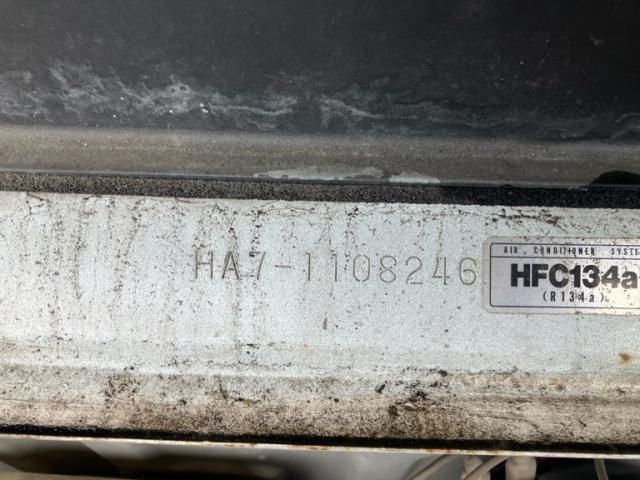 HA7-1108246
AIR CONDITIONER SYSTE
HFC134a
(R134a)